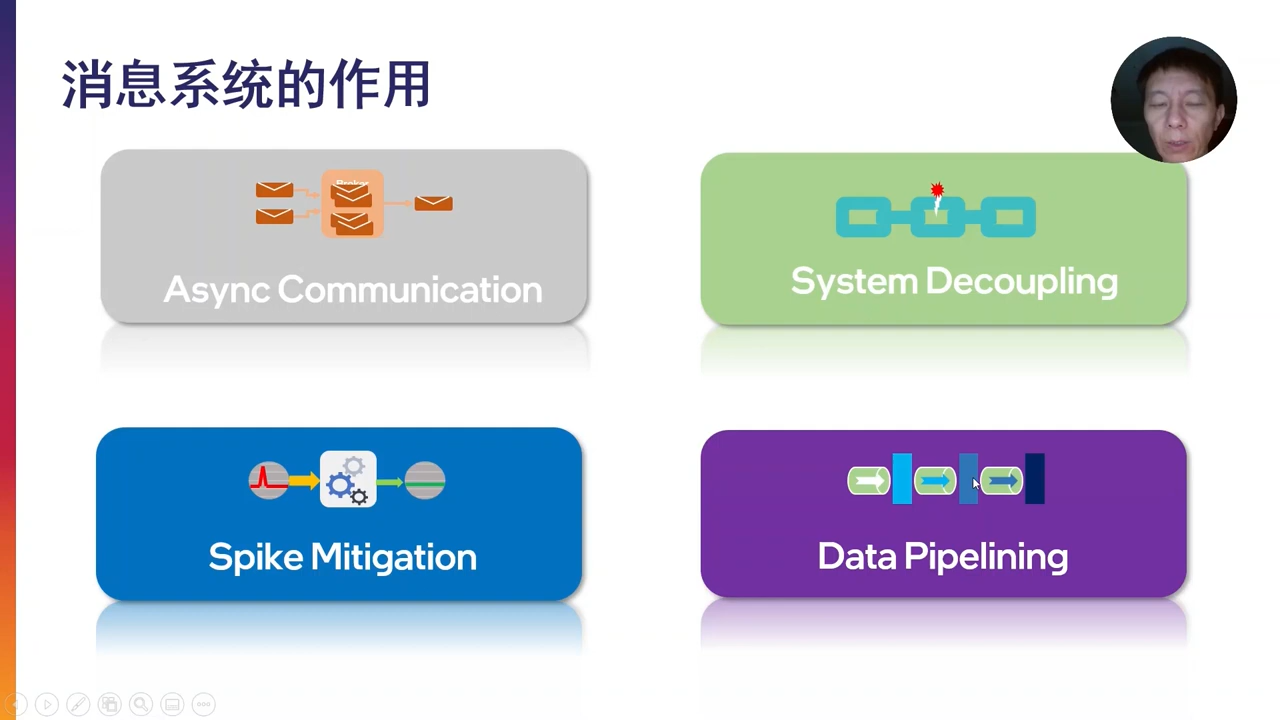 消息系统的作用
Async Communication
System Decoupling
Spike Mitigation
Data Pipelining